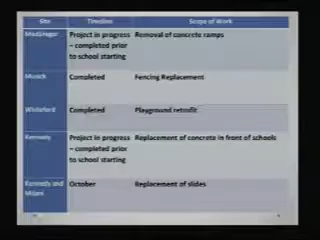 Site Timeline Scope of Work
MacGregor Project in progress Removal of concrete ramps
– completed prior
to school starting
Musick Completed Fencing Replacement
Whiteford Completed Playground retrofit
Kennedy Project in progress Replacement of concrete in front of schools
– completed prior
to school starting
Kennedy and October Replacement of slides
Milani